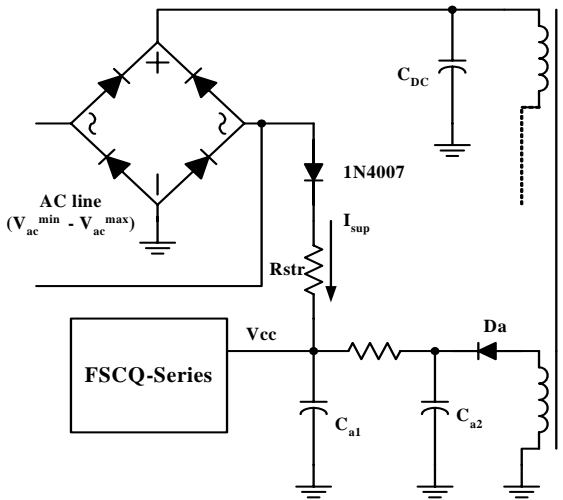 C_DC
1N4007
AC line
(V_ac^min - V_ac^max)
I_sup
Rstr
Vcc
Da
FSCQ-Series
C_a1
C_a2